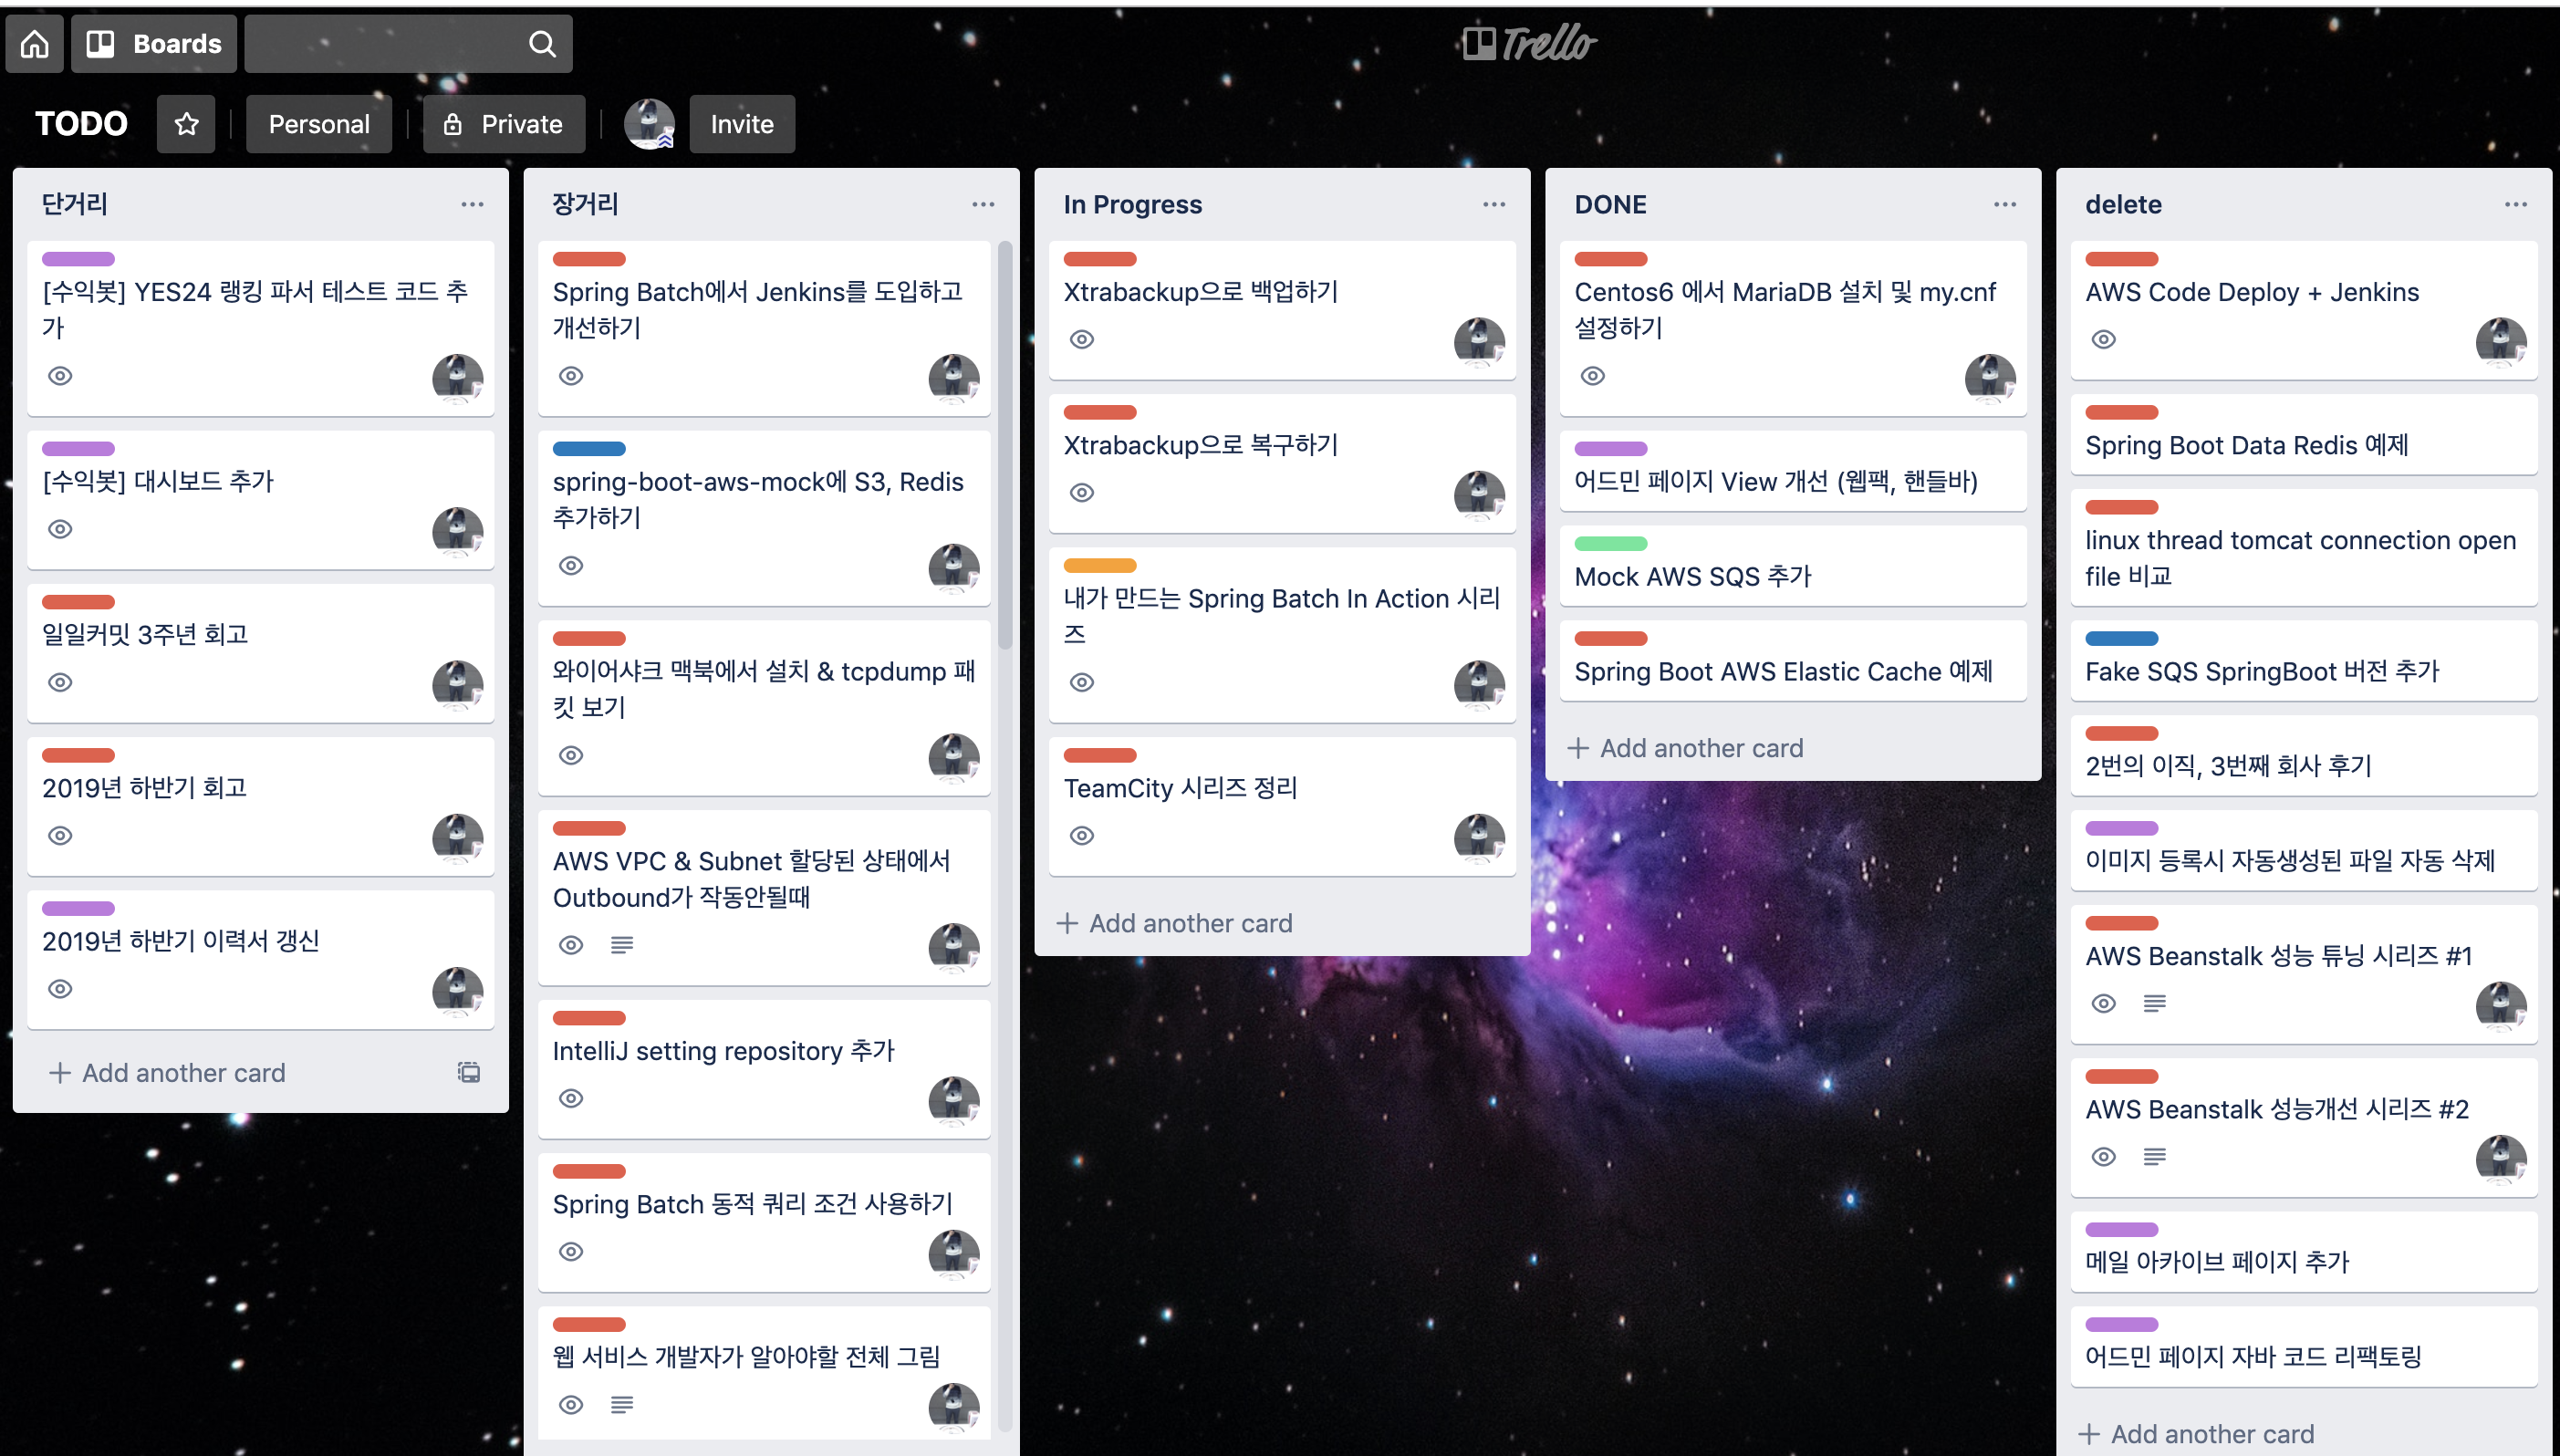 Boards
Trello
TODO
Personal
Private
Invite
단거리
[수익봇] YES24 랭킹 파서 테스트 코드 추
가
[수익봇] 대시보드 추가
일일커밋 3주년 회고
2019년 하반기 회고
2019년 하반기 이력서 갱신
Add another card
장거리
Spring Batch에서 Jenkins를 도입하고
개선하기
spring-boot-aws-mock에 S3, Redis
추가하기
와이어샤크 맥북에서 설치 & tcpdump 패
킷 보기
AWS VPC & Subnet 할당된 상태에서
Outbound가 작동안될때
IntelliJ setting repository 추가
Spring Batch 동적 쿼리 조건 사용하기
웹 서비스 개발자가 알아야할 전체 그림
In Progress
Xtrabackup으로 백업하기
Xtrabackup으로 복구하기
내가 만드는 Spring Batch In Action 시리
즈
TeamCity 시리즈 정리
Add another card
DONE
Centos6 에서 MariaDB 설치 및 my.cnf
설정하기
어드민 페이지 View 개선 (웹팩, 핸들바)
Mock AWS SQS 추가
Spring Boot AWS Elastic Cache 예제
Add another card
delete
AWS Code Deploy + Jenkins
Spring Boot Data Redis 예제
linux thread tomcat connection open
file 비교
Fake SQS SpringBoot 버전 추가
2번의 이직, 3번째 회사 후기
이미지 등록시 자동생성된 파일 자동 삭제
AWS Beanstalk 성능 튜닝 시리즈 #1
AWS Beanstalk 성능개선 시리즈 #2
메일 아카이브 페이지 추가
어드민 페이지 자바 코드 리팩토링
Add another card